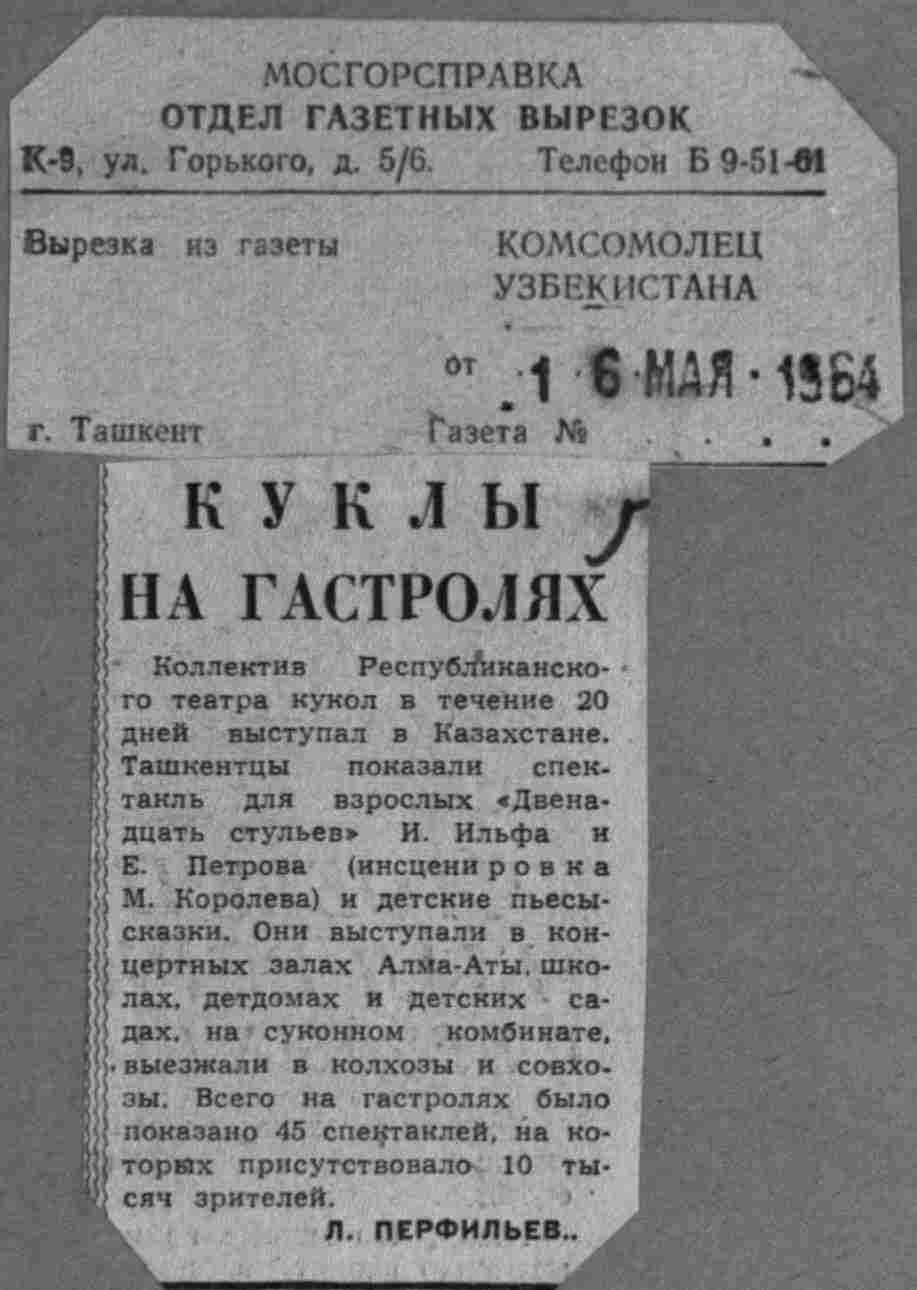 МОСГОРСПРАВКА
ОТДЕЛ ГАЗЕТНЫХ ВЫРЕЗОК
К-9, ул. Горького, д. 5/6. Телефон Б 9-51-61
Вырезка из газеты
КОМСОМОЛЕЦ
УЗБЕКИСТАНА
от 16 МАЯ 1964
г. Ташкент Газета № . . . .
КУКЛЫ
НА ГАСТРОЛЯХ
Коллектив Республиканско-
го театра кукол в течение 20
дней выступал в Казахстане.
Ташкентцы показали спек-
такль для взрослых «Двена-
дцать стульев» И. Ильфа и
Е. Петрова (инсценировка
М. Королева) и детские пьесы-
сказки. Они выступали в кон-
цертных залах Алма-Аты, шко-
лах, детдомах и детских са-
дах, на суконном комбинате,
выезжали в колхозы и совхо-
зы. Всего на гастролях было
показано 45 спектаклей, на ко-
торых присутствовало 10 ты-
сяч зрителей.
Л. ПЕРФИЛЬЕВ.